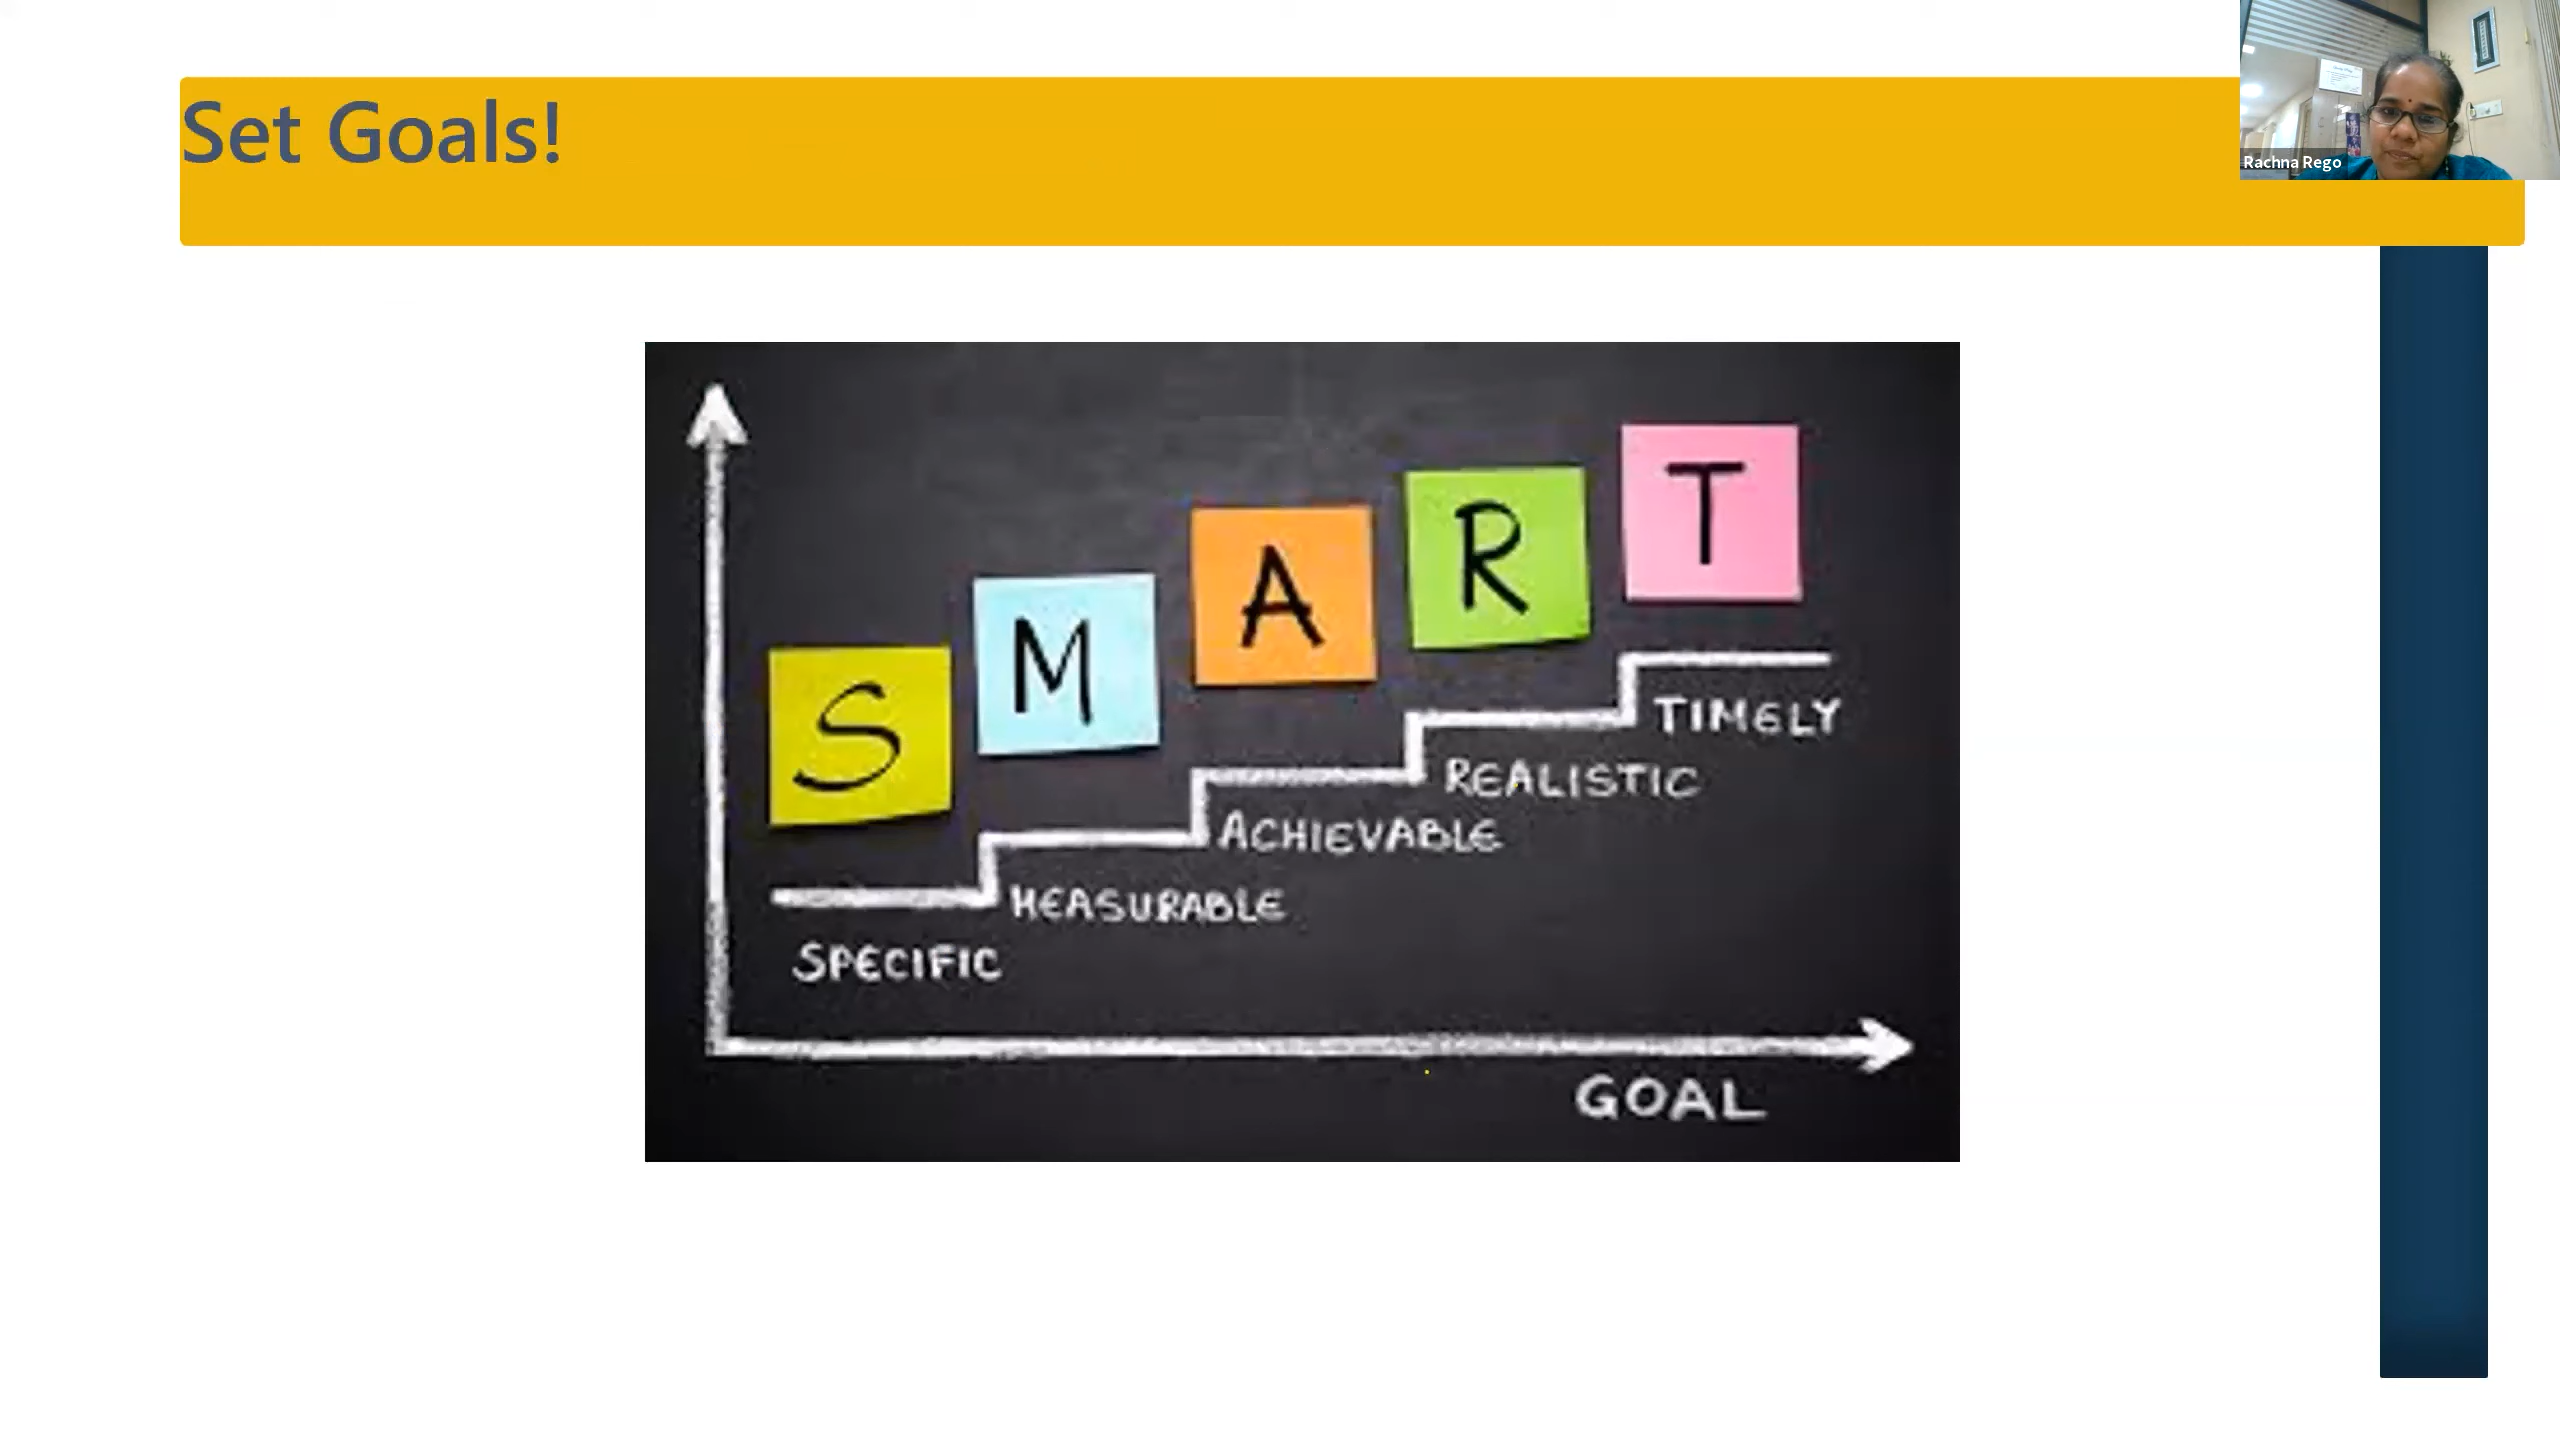 Set Goals!
Rachna Rego
S M A R T
TIMELY
REALISTIC
ACHIEVABLE
MEASURABLE
SPECIFIC
GOAL